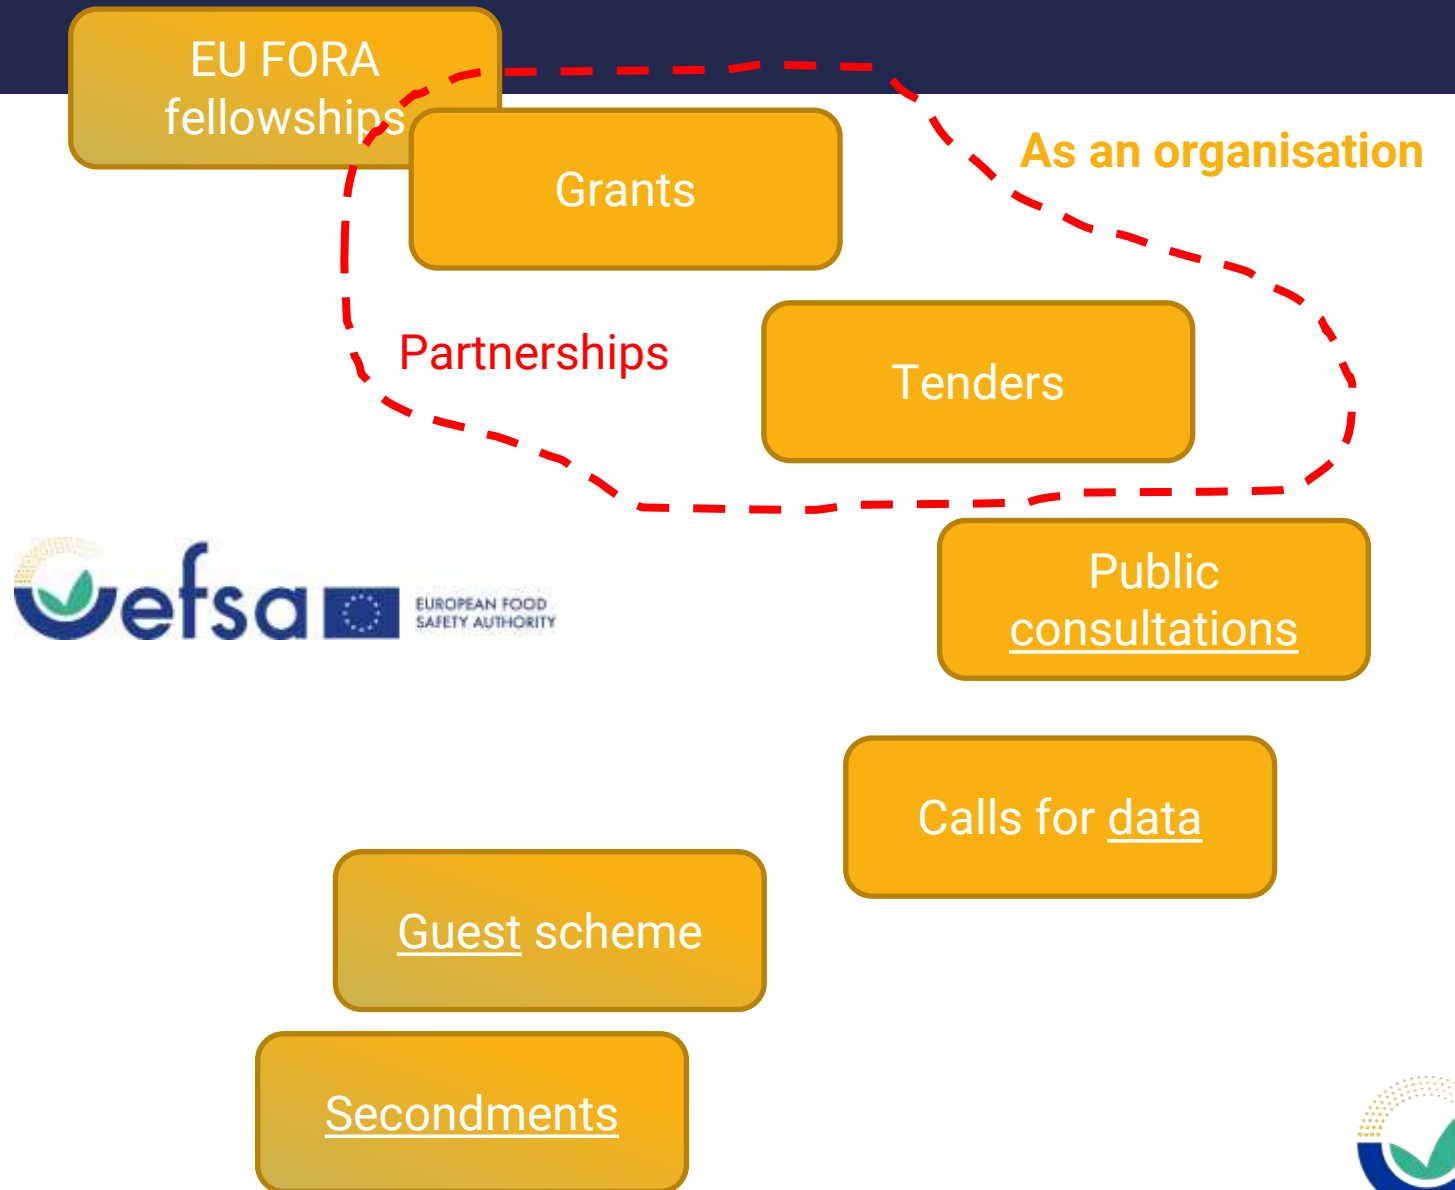 EU FORA
fellowships
Grants
As an organisation
Partnerships
Tenders
efsa
EUROPEAN FOOD
SAFETY AUTHORITY
Public
consultations
Calls for data
Guest scheme
Secondments